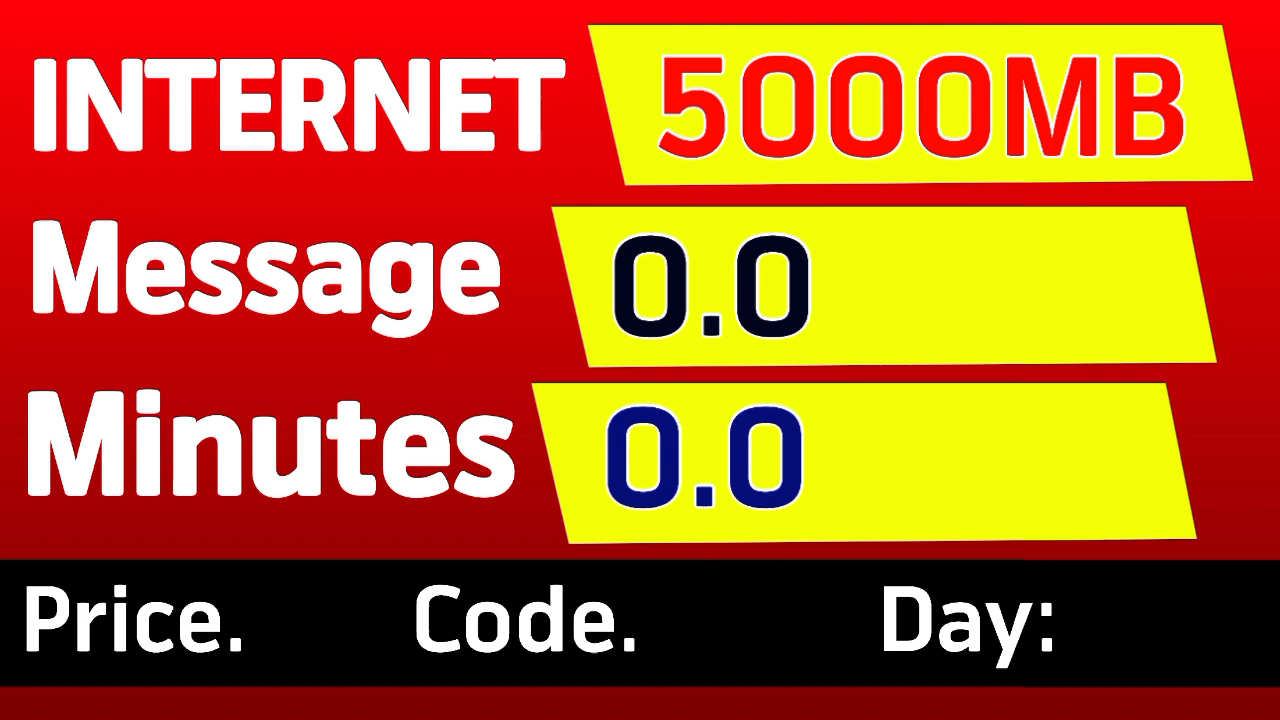 INTERNET 5000MB
Message 0.0
Minutes 0.0
Price. Code. Day: